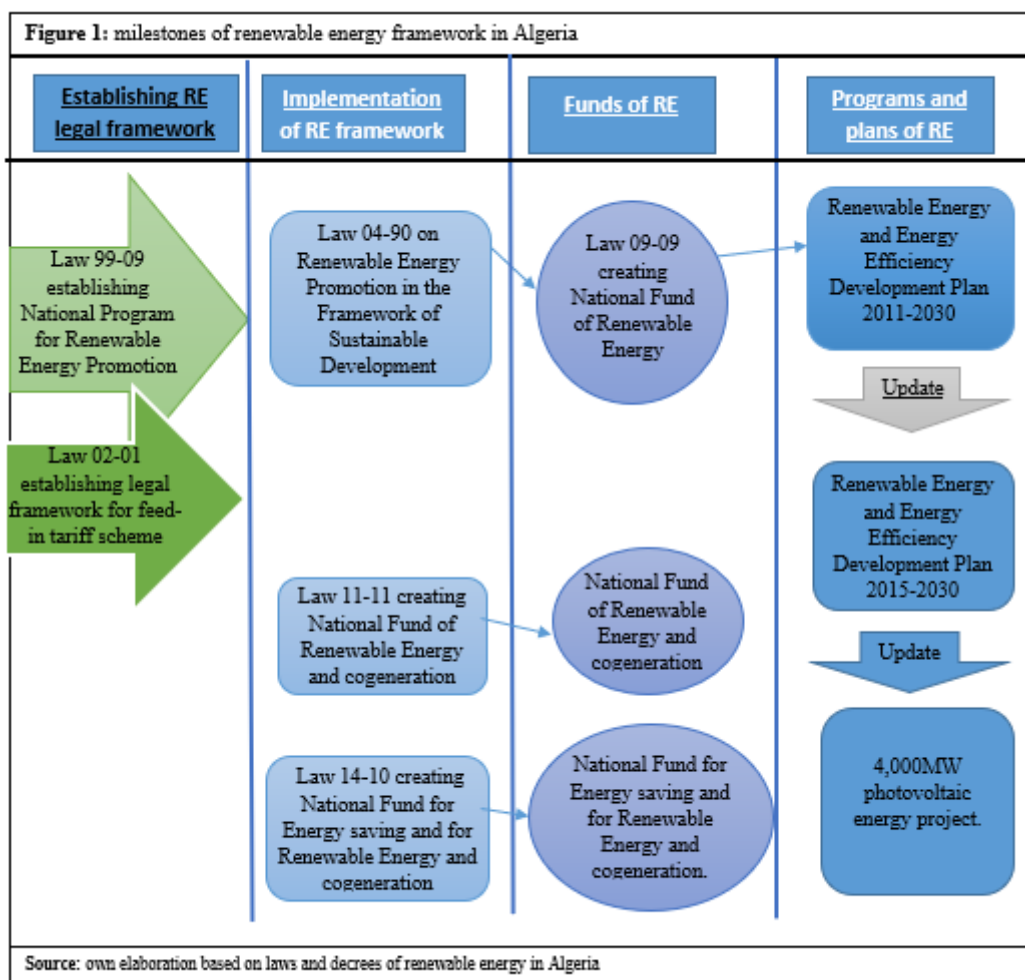 Figure 1: milestones of renewable energy framework in Algeria
Establishing RE
legal framework
Implementation
of RE framework
Funds of RE
Programs and
plans of RE
Law 99-09
establishing
National Program
for Renewable
Energy Promotion
Law 02-01
establishing legal
framework for feed-
in tariff scheme
Law 04-90 on
Renewable Energy
Promotion in the
Framework of
Sustainable
Development
Law 11-11 creating
National Fund of
Renewable Energy
and cogeneration
Law 14-10 creating
National Fund for
Energy saving and for
Renewable Energy and
cogeneration
Law 09-09
creating
National Fund
of Renewable
Energy
National Fund
of Renewable
Energy and
cogeneration
National Fund for
Energy saving and
for Renewable
Energy and
cogeneration.
Renewable Energy
and Energy
Efficiency
Development Plan
2011-2030
Update
Renewable Energy
and Energy
Efficiency
Development Plan
2015-2030
Update
4,000MW
photovoltaic
energy project.
Source: own elaboration based on laws and decrees of renewable energy in Algeria